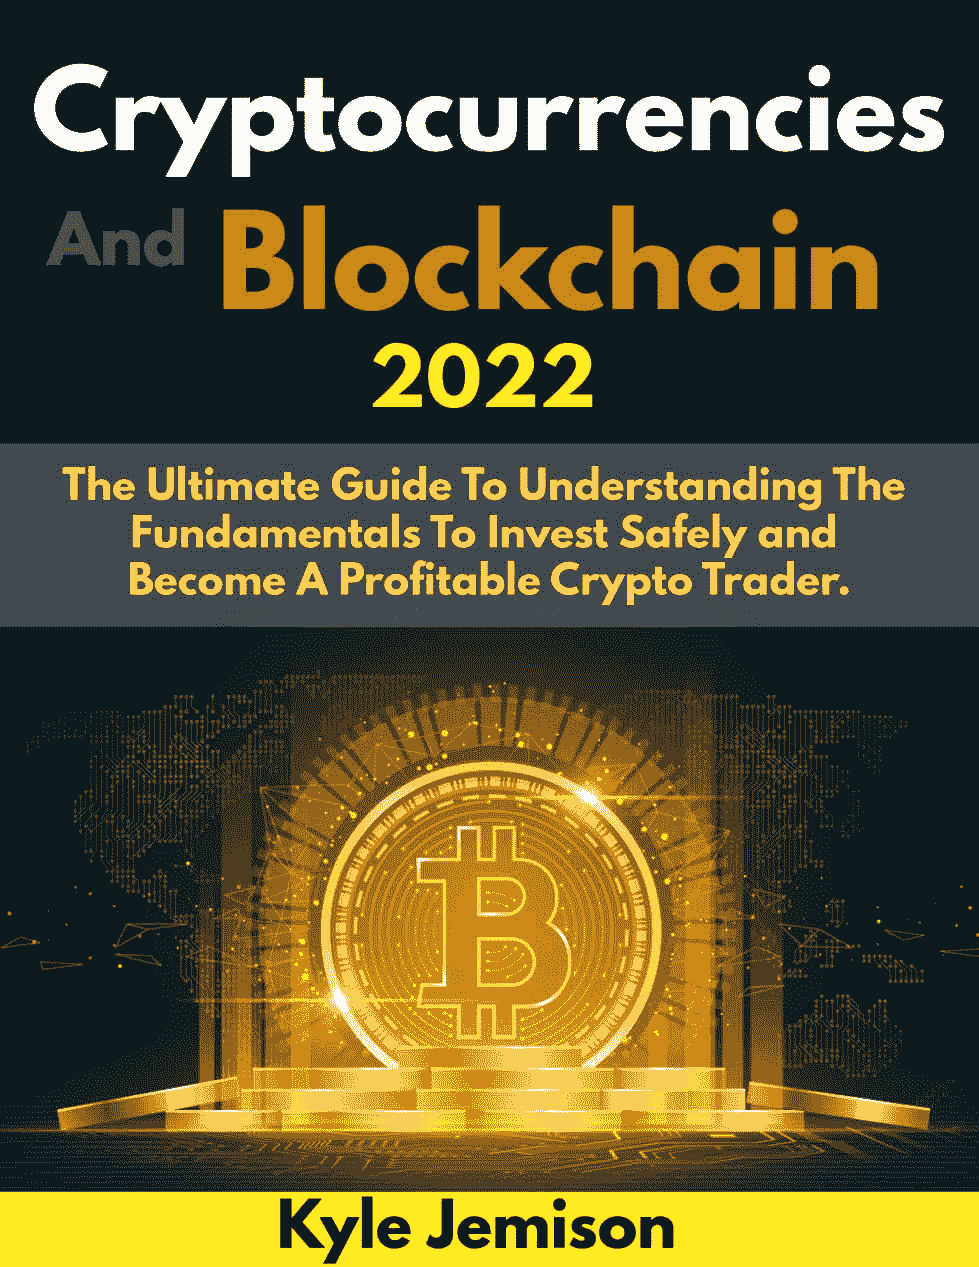 Cryptocurrencies
And Blockchain
2022
The Ultimate Guide To Understanding The
Fundamentals To Invest Safely and
Become A Profitable Crypto Trader.
Kyle Jemison